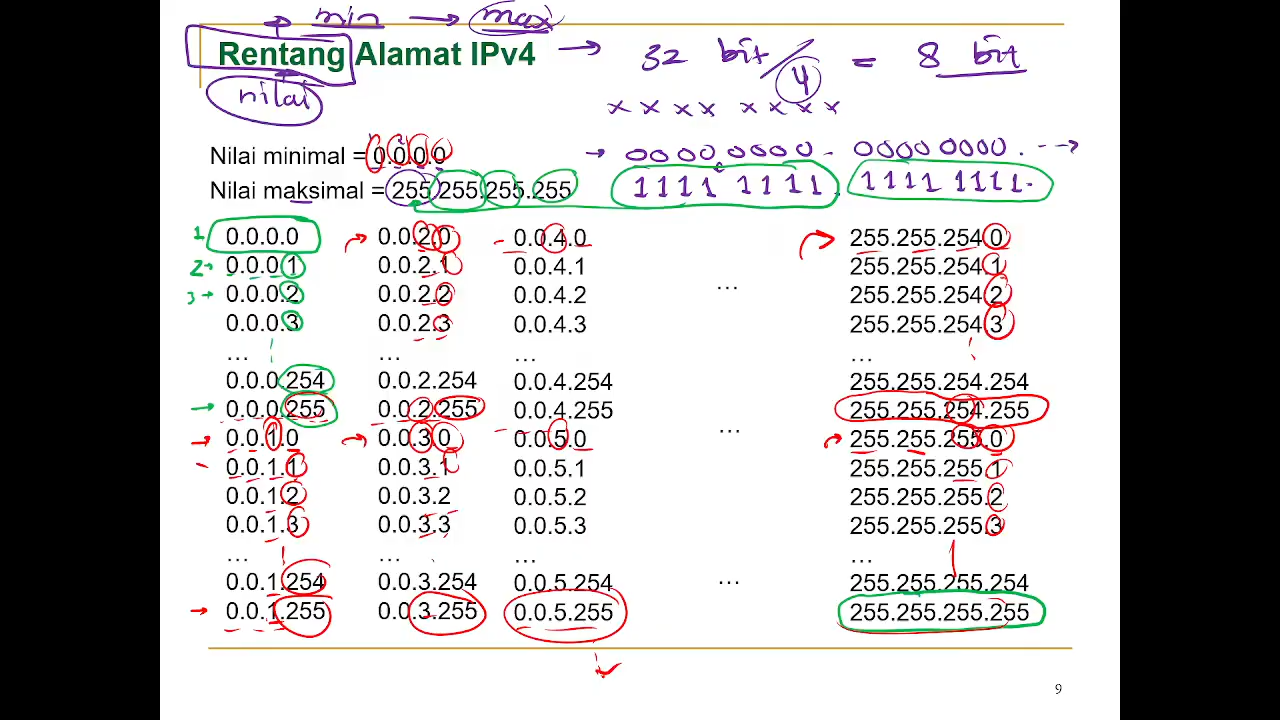 min → max
Rentang Alamat IPv4 → 32 bit / 4 = 8 bit
nilai
x x x x x x x x
Nilai minimal = 0.0.0.0 → 0000 0000 . 0000 0000 . - - →
Nilai maksimal = 255.255.255.255 1111 1111 . 1111 1111 .
1 0.0.0.0 0.0.2.0 0.0.4.0 255.255.254.0
2 → 0.0.0.1 0.0.2.1 0.0.4.1 255.255.254.1
3 → 0.0.0.2 0.0.2.2 0.0.4.2 … 255.255.254.2
0.0.0.3 0.0.2.3 0.0.4.3 255.255.254.3
… … … …
0.0.0.254 0.0.2.254 0.0.4.254 255.255.254.254
0.0.0.255 0.0.2.255 0.0.4.255 255.255.254.255
0.0.1.0 0.0.3.0 0.0.5.0 … 255.255.255.0
0.0.1.1 0.0.3.1 0.0.5.1 255.255.255.1
0.0.1.2 0.0.3.2 0.0.5.2 255.255.255.2
0.0.1.3 0.0.3.3 0.0.5.3 255.255.255.3
… … … …
0.0.1.254 0.0.3.254 0.0.5.254 … 255.255.255.254
0.0.1.255 0.0.3.255 0.0.5.255 255.255.255.255
9